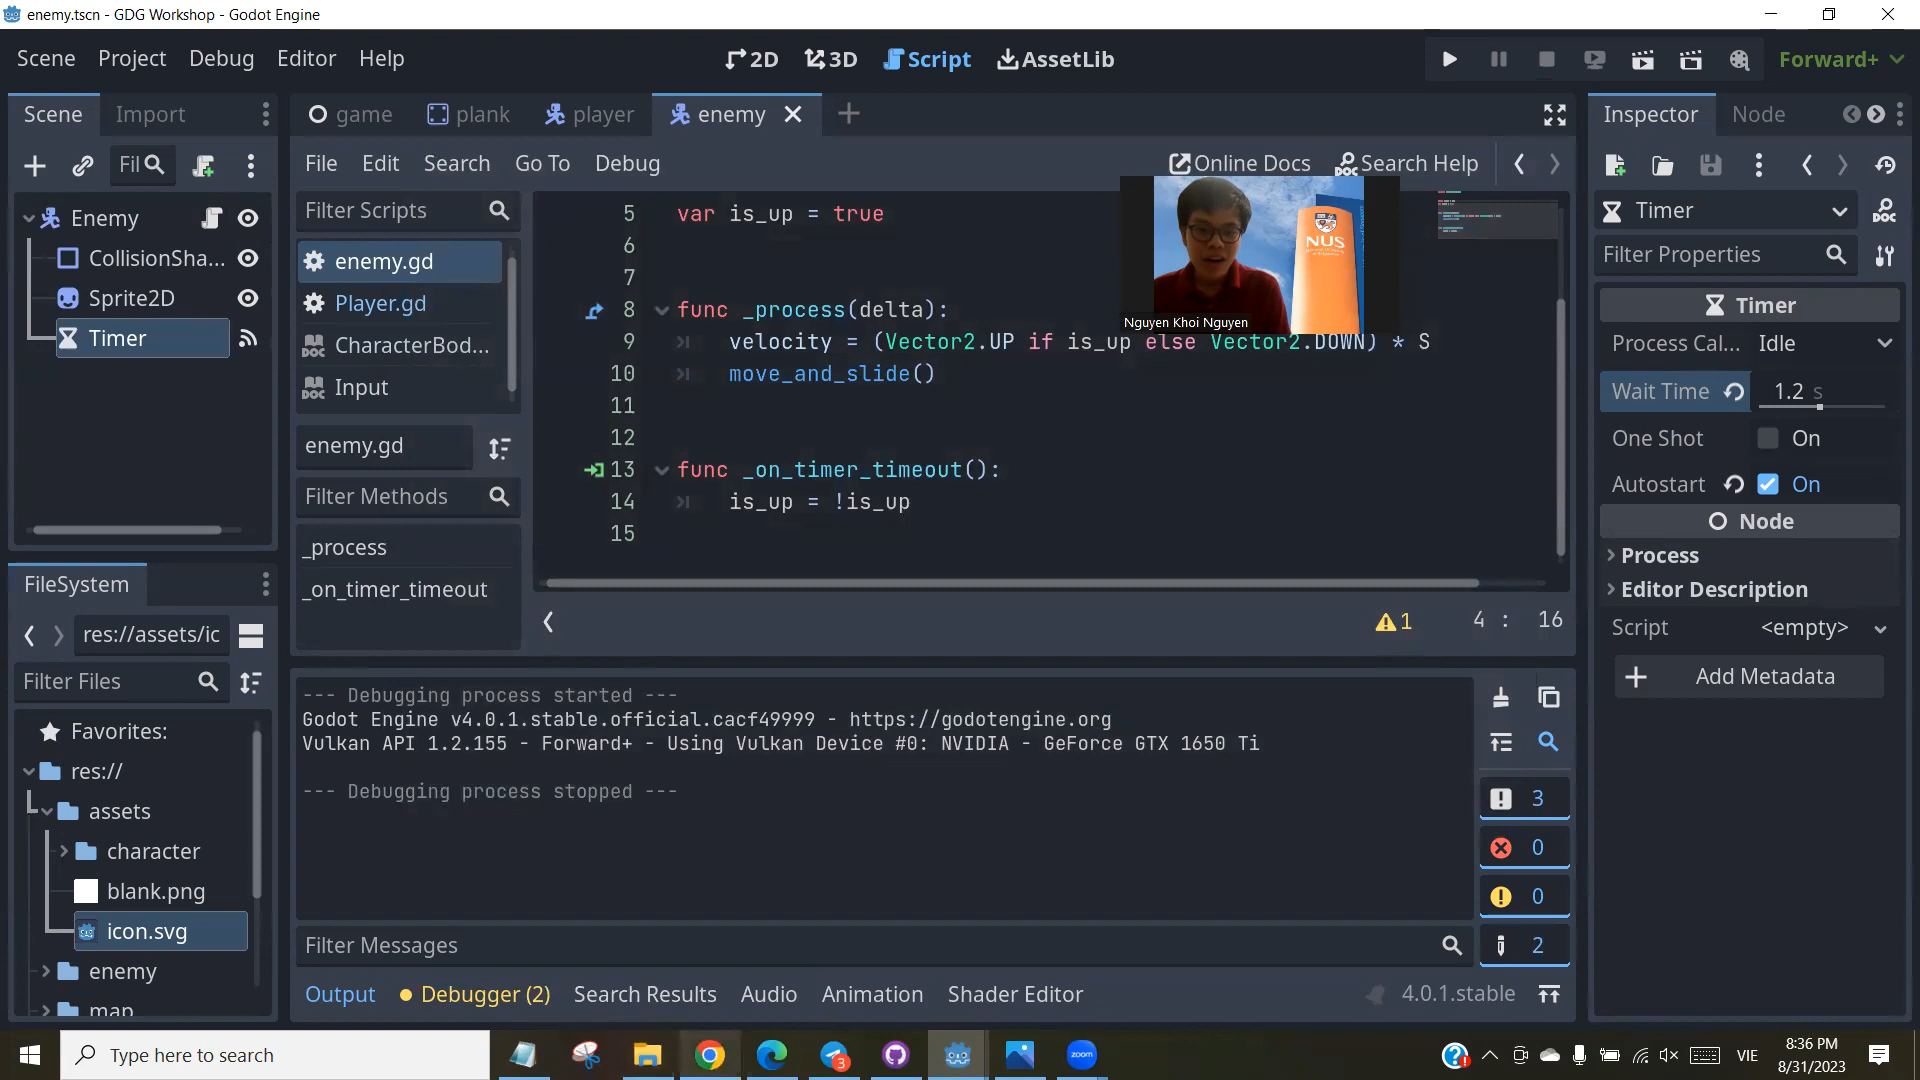 enemy.tscn - GDG Workshop - Godot Engine
Scene Project Debug Editor Help
2D 3D Script AssetLib
Forward+
Scene Import
game plank player enemy
Inspector Node
Fil
File Edit Search Go To Debug
Online Docs Search Help
Enemy
CollisionSha...
Sprite2D
Timer
Filter Scripts
enemy.gd
Player.gd
CharacterBod...
Input
enemy.gd
Filter Methods
_process
_on_timer_timeout
5 var is_up = true
6
7
8 func _process(delta):
9 velocity = (Vector2.UP if is_up else Vector2.DOWN) * S
10 move_and_slide()
11
12
13 func _on_timer_timeout():
14 is_up = !is_up
15
NUS
Nguyen Khoi Nguyen
1 4 : 16
Timer
Filter Properties
Timer
Process Cal... Idle
Wait Time 1.2 s
One Shot On
Autostart On
Node
Process
Editor Description
Script <empty>
Add Metadata
FileSystem
res://assets/ic
Filter Files
Favorites:
res://
assets
character
blank.png
icon.svg
enemy
map
--- Debugging process started ---
Godot Engine v4.0.1.stable.official.cacf49999 - https://godotengine.org
Vulkan API 1.2.155 - Forward+ - Using Vulkan Device #0: NVIDIA - GeForce GTX 1650 Ti
--- Debugging process stopped ---
3
0
0
2
Filter Messages
Output Debugger (2) Search Results Audio Animation Shader Editor
4.0.1.stable
Type here to search
3
zoom
VIE
8:36 PM
8/31/2023